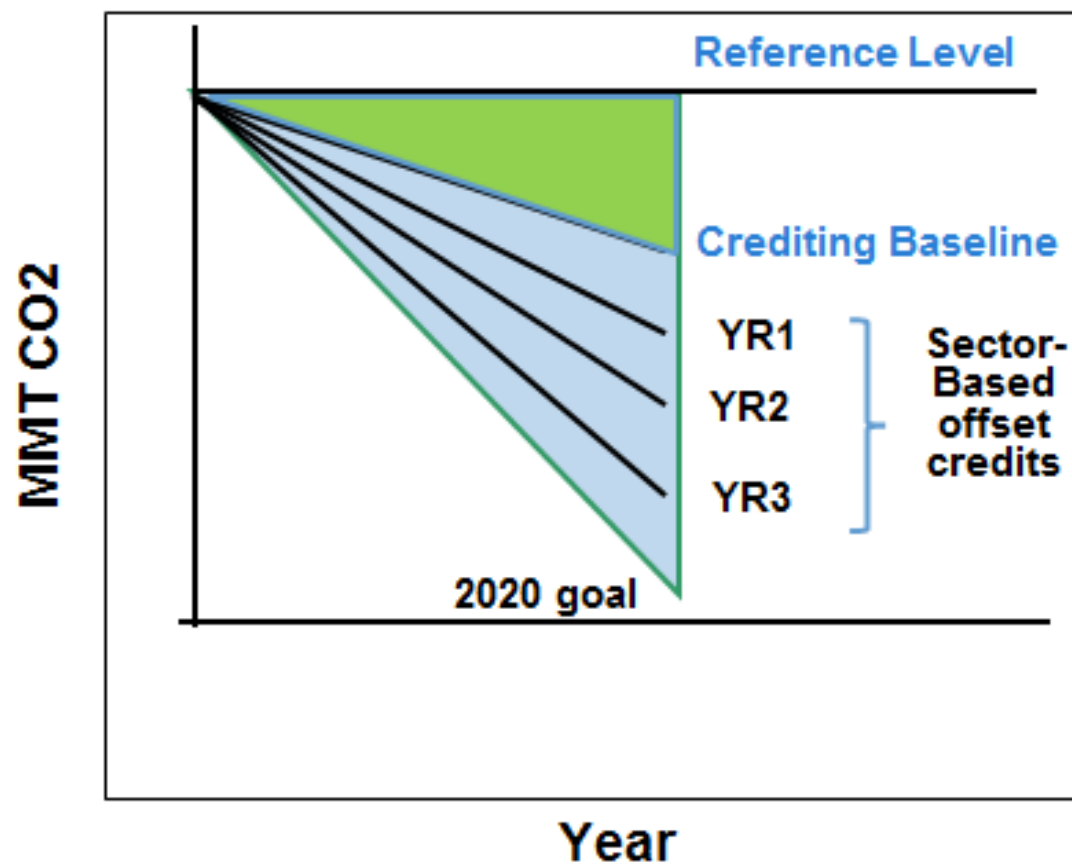 Reference Level
Crediting Baseline
MMT CO2
YR1
YR2
YR3
Sector-
Based
offset
credits
2020 goal
Year